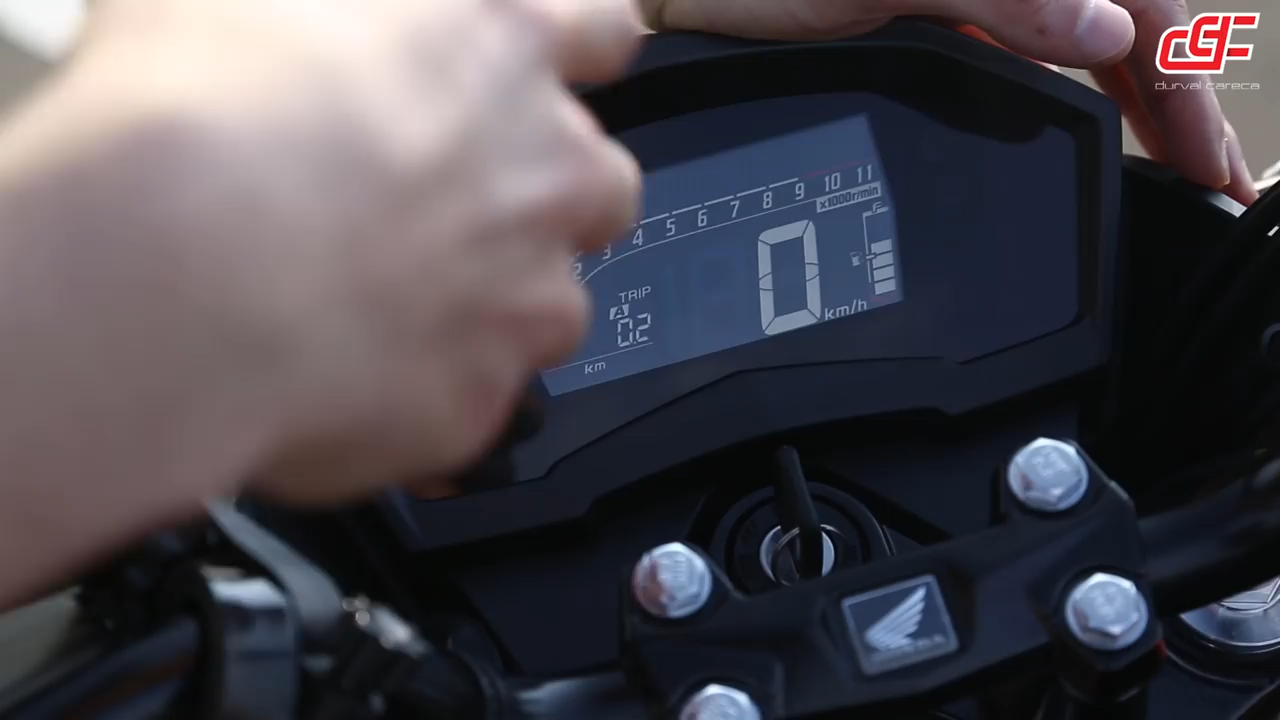 durval careca
2 3 4 5 6 7 8 9 10 11
x1000r/min
F
TRIP
A
0.2
0
km/h
km